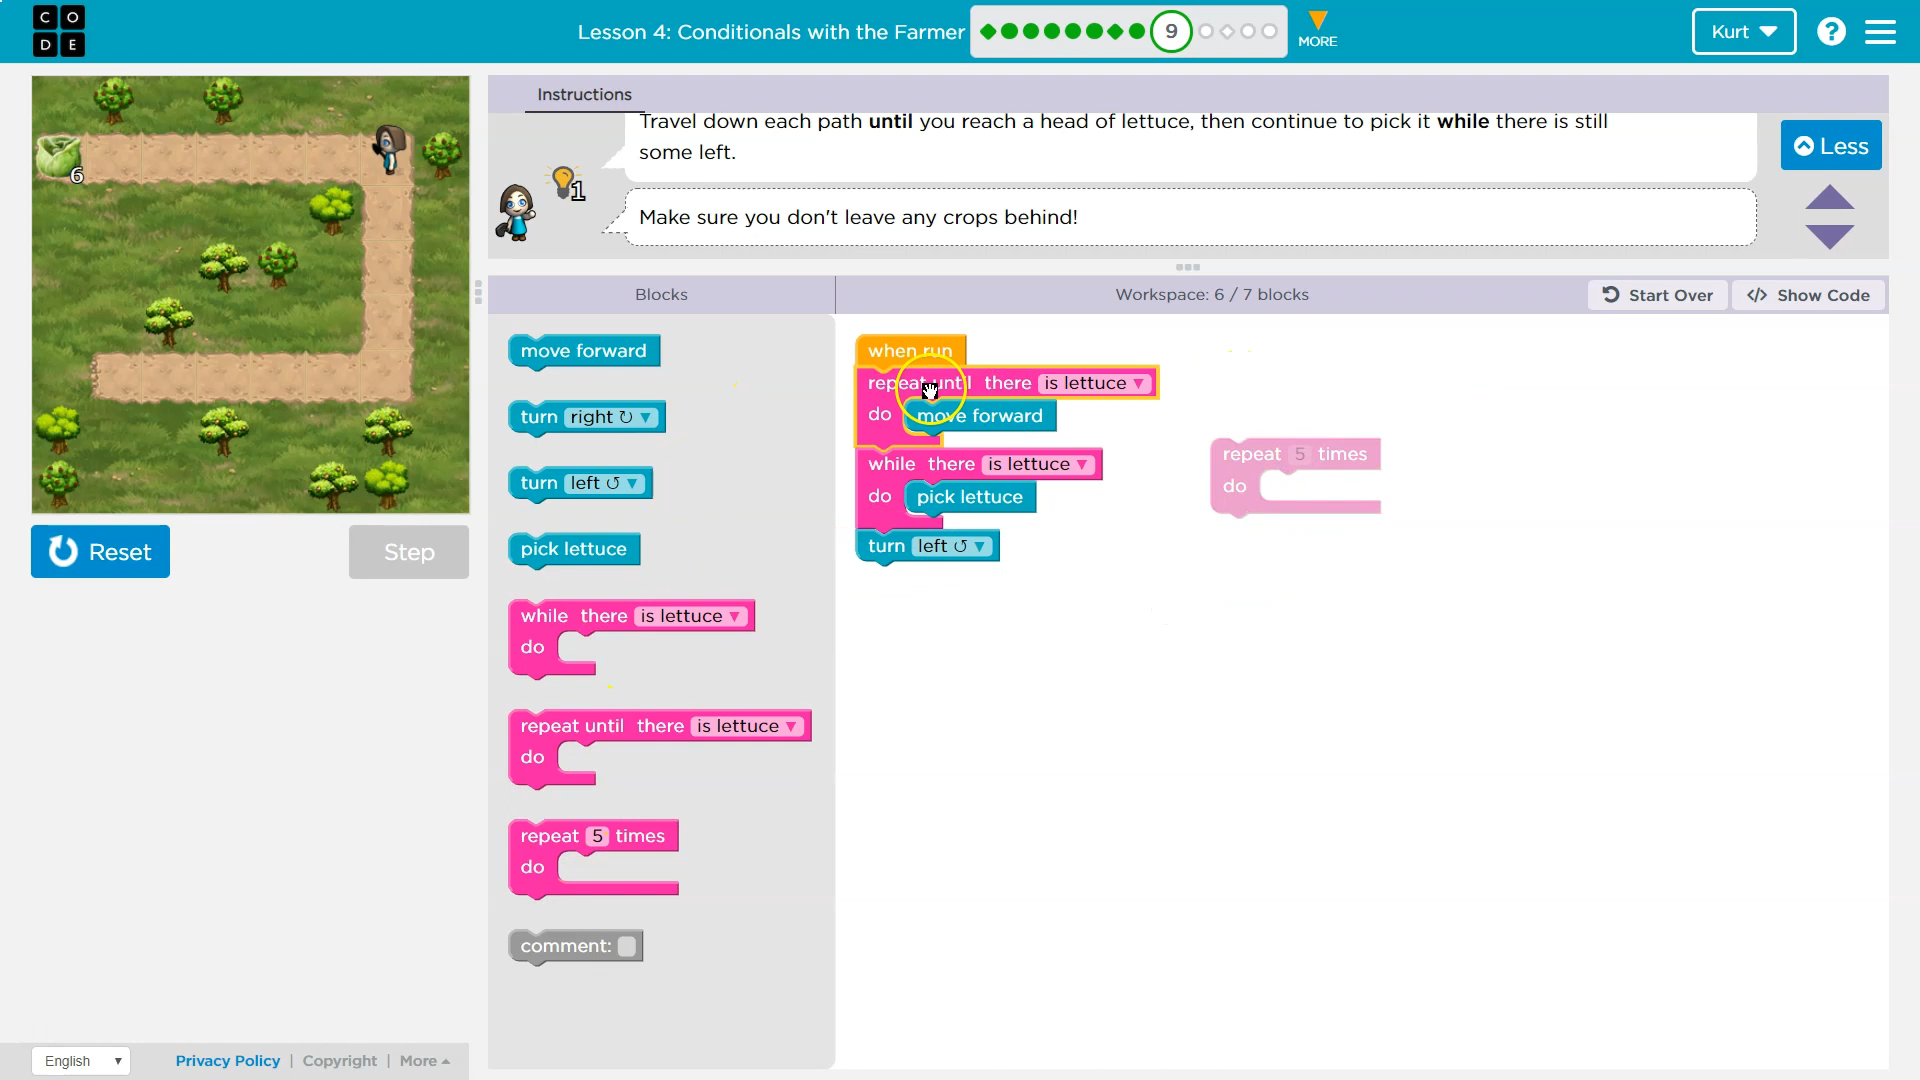 C O
D E
Lesson 4: Conditionals with the Farmer
9
MORE
Kurt
?
Instructions
Travel down each path until you reach a head of lettuce, then continue to pick it while there is still
some left.
Less
1
Make sure you don't leave any crops behind!
6
Blocks
Workspace: 6 / 7 blocks
Start Over
</> Show Code
move forward
turn right ↻ ▼
turn left ↺ ▼
pick lettuce
while there is lettuce ▼
do
repeat until there is lettuce ▼
do
repeat 5 times
do
comment:
when run
repeat until there is lettuce ▼
do move forward
while there is lettuce ▼
do pick lettuce
turn left ↺ ▼
repeat 5 times
do
Reset
Step
English ▼
Privacy Policy | Copyright | More